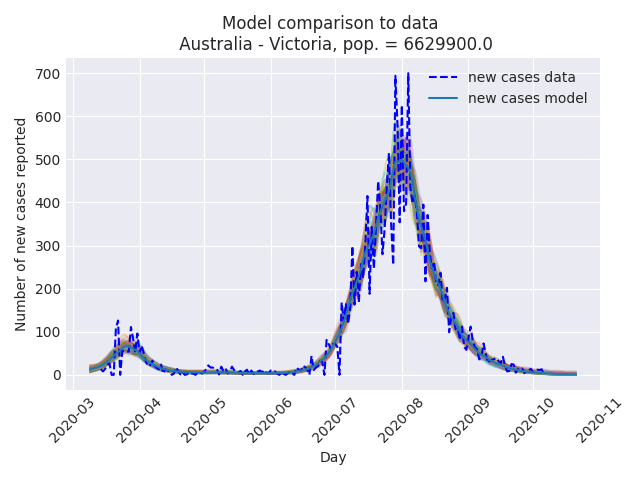 Model comparison to data
Australia - Victoria, pop. = 6629900.0
new cases data
new cases model
Number of new cases reported
700
600
500
400
300
200
100
0
2020-03
2020-04
2020-05
2020-06
2020-07
2020-08
2020-09
2020-10
2020-11
Day